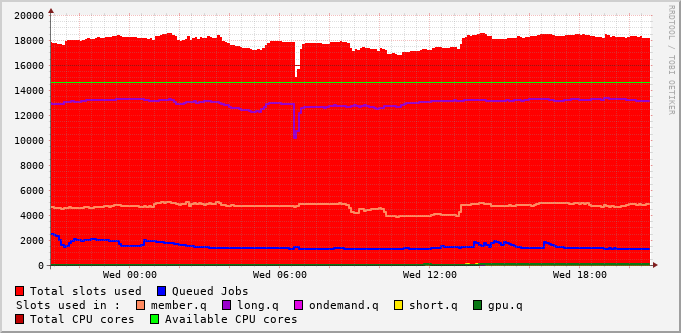 20000
18000
16000
14000
12000
10000
8000
6000
4000
2000
0
Wed 00:00 Wed 06:00 Wed 12:00 Wed 18:00
RRDTOOL / TOBI OETIKER
Total slots used Queued Jobs
Slots used in : member.q long.q ondemand.q short.q gpu.q
Total CPU cores Available CPU cores